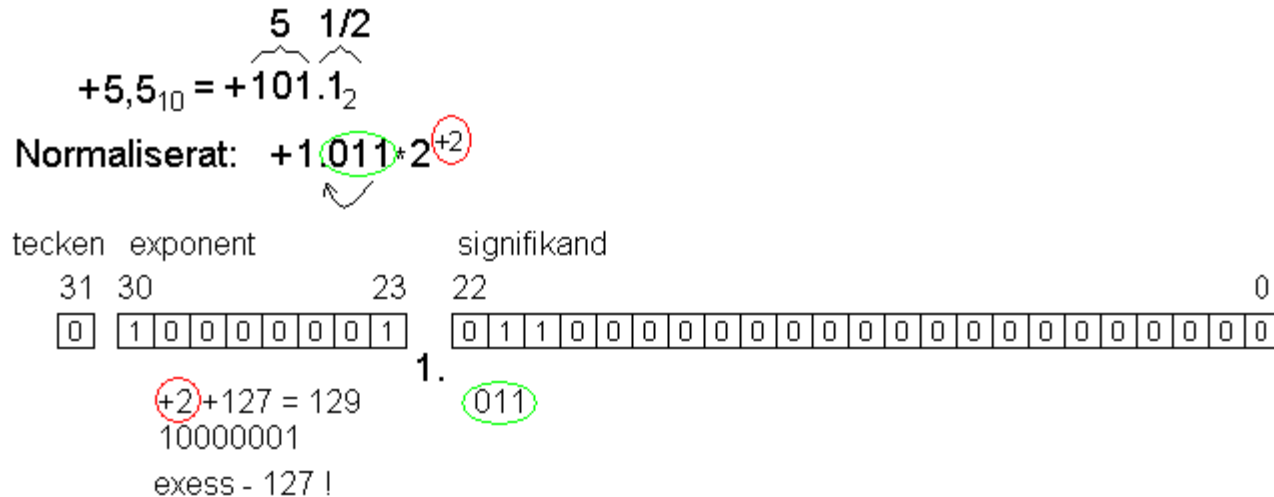 5 1/2
+5,5₁₀ = +101.1₂
Normaliserat: +1.011*2⁺²
tecken exponent signifikand
31 30 23 22 0
0 1 0 0 0 0 0 0 1 0 1 1 0 0 0 0 0 0 0 0 0 0 0 0 0 0 0 0 0 0 0 0
1.
+2+127 = 129 011
10000001
exess - 127 !